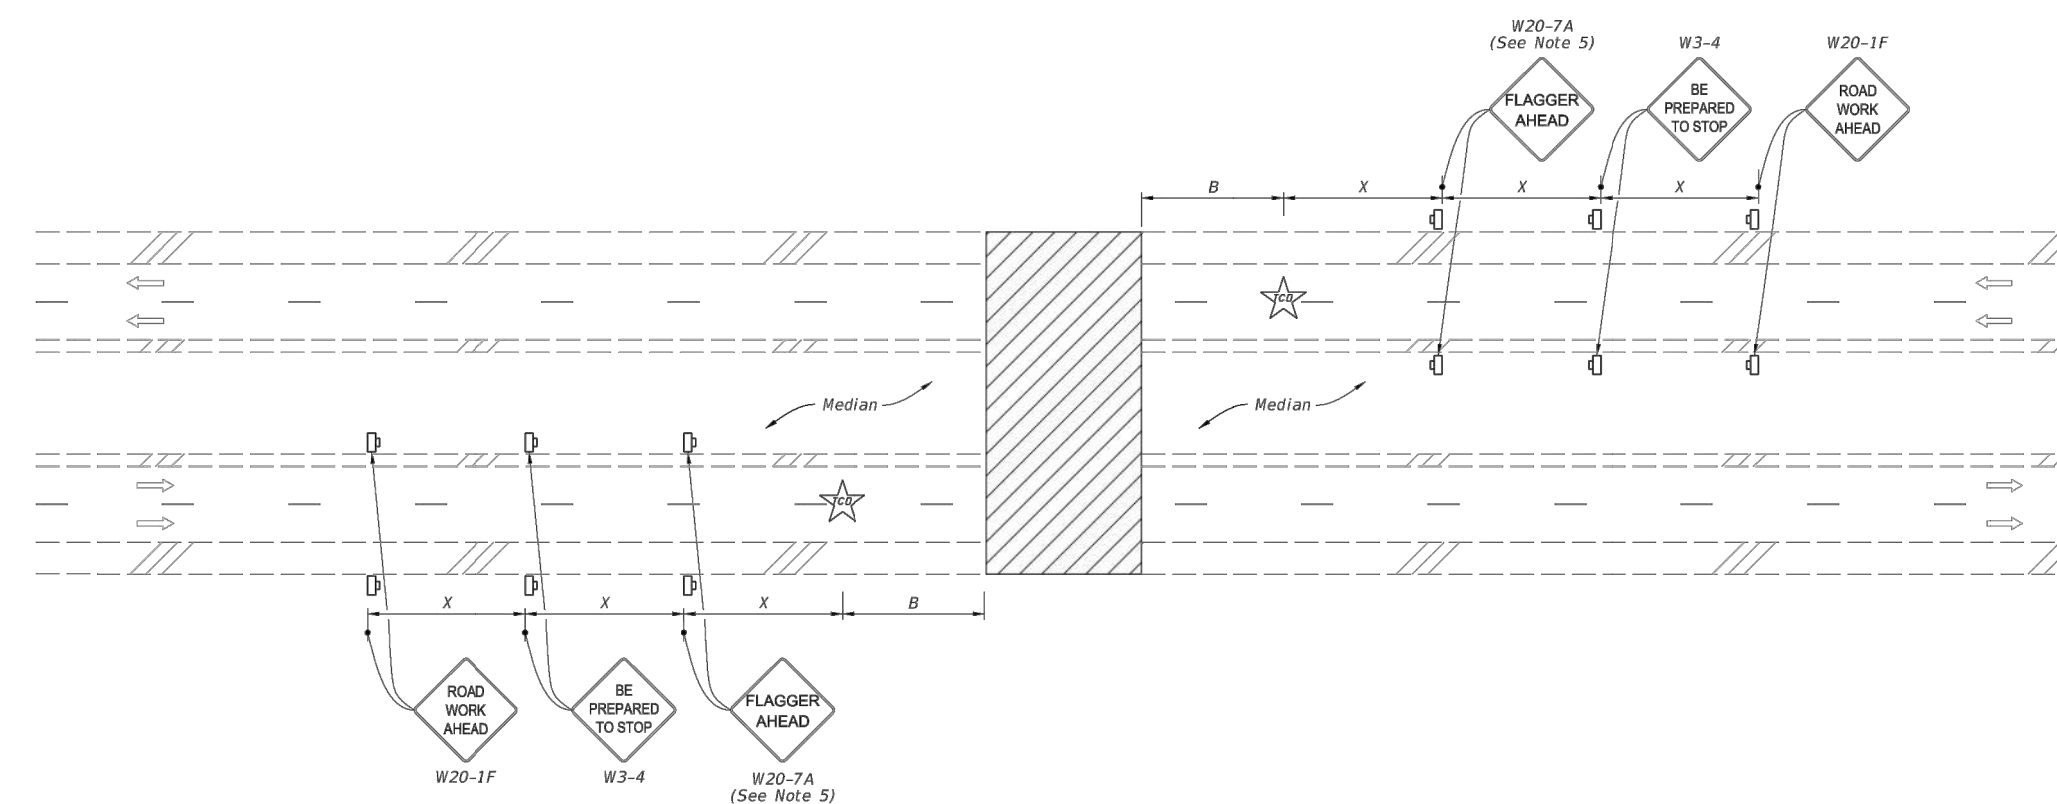 W20-7A
(See Note 5)
W3-4
W20-1F
FLAGGER
AHEAD
BE
PREPARED
TO STOP
ROAD
WORK
AHEAD
B
X
X
X
TCD
Median
Median
TCD
X
X
X
B
ROAD
WORK
AHEAD
BE
PREPARED
TO STOP
FLAGGER
AHEAD
W20-1F
W3-4
W20-7A
(See Note 5)